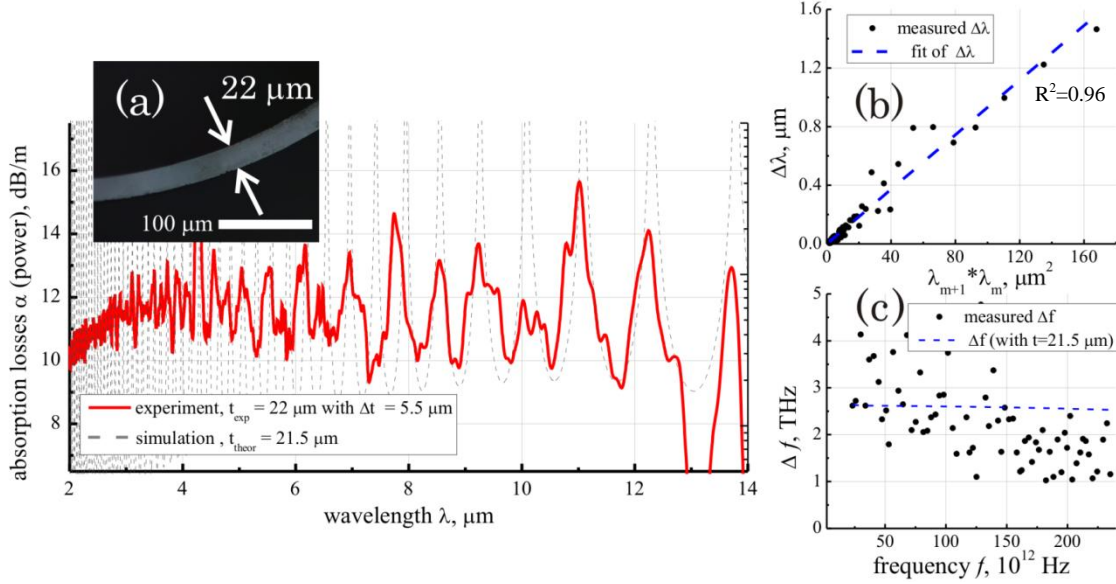 (a)
22 µm
100 µm
absorption losses α (power), dB/m
16
14
12
10
8
experiment, t_exp = 22 µm with Δt = 5.5 µm
simulation , t_theor = 21.5 µm
2 4 6 8 10 12 14
wavelength λ, µm
1.6
1.2
0.8
0.4
0.0
Δλ, µm
measured Δλ
fit of Δλ
(b)
R²=0.96
0 40 80 120 160
λ_{m+1}*λ_m, µm²
5
4
3
2
1
0
Δ f, THz
(c)
measured Δf
Δf (with t=21.5 µm)
50 100 150 200
frequency f, 10¹² Hz